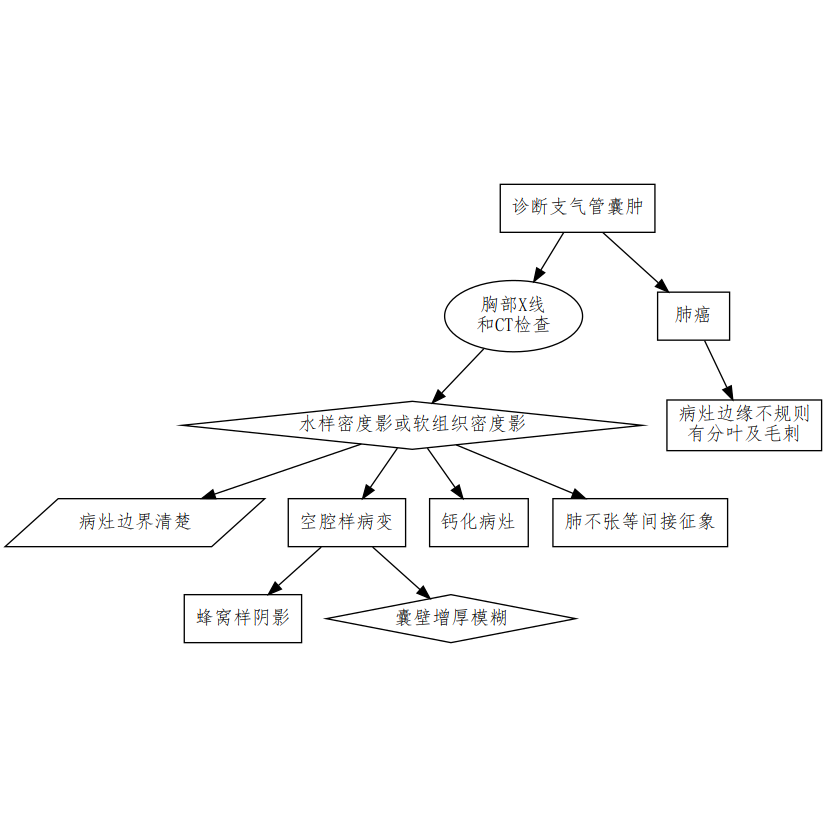 诊断支气管囊肿
胸部X线
和CT检查
肺癌
水样密度影或软组织密度影
病灶边缘不规则
有分叶及毛刺
病灶边界清楚
空腔样病变
钙化病灶
肺不张等间接征象
蜂窝样阴影
囊壁增厚模糊